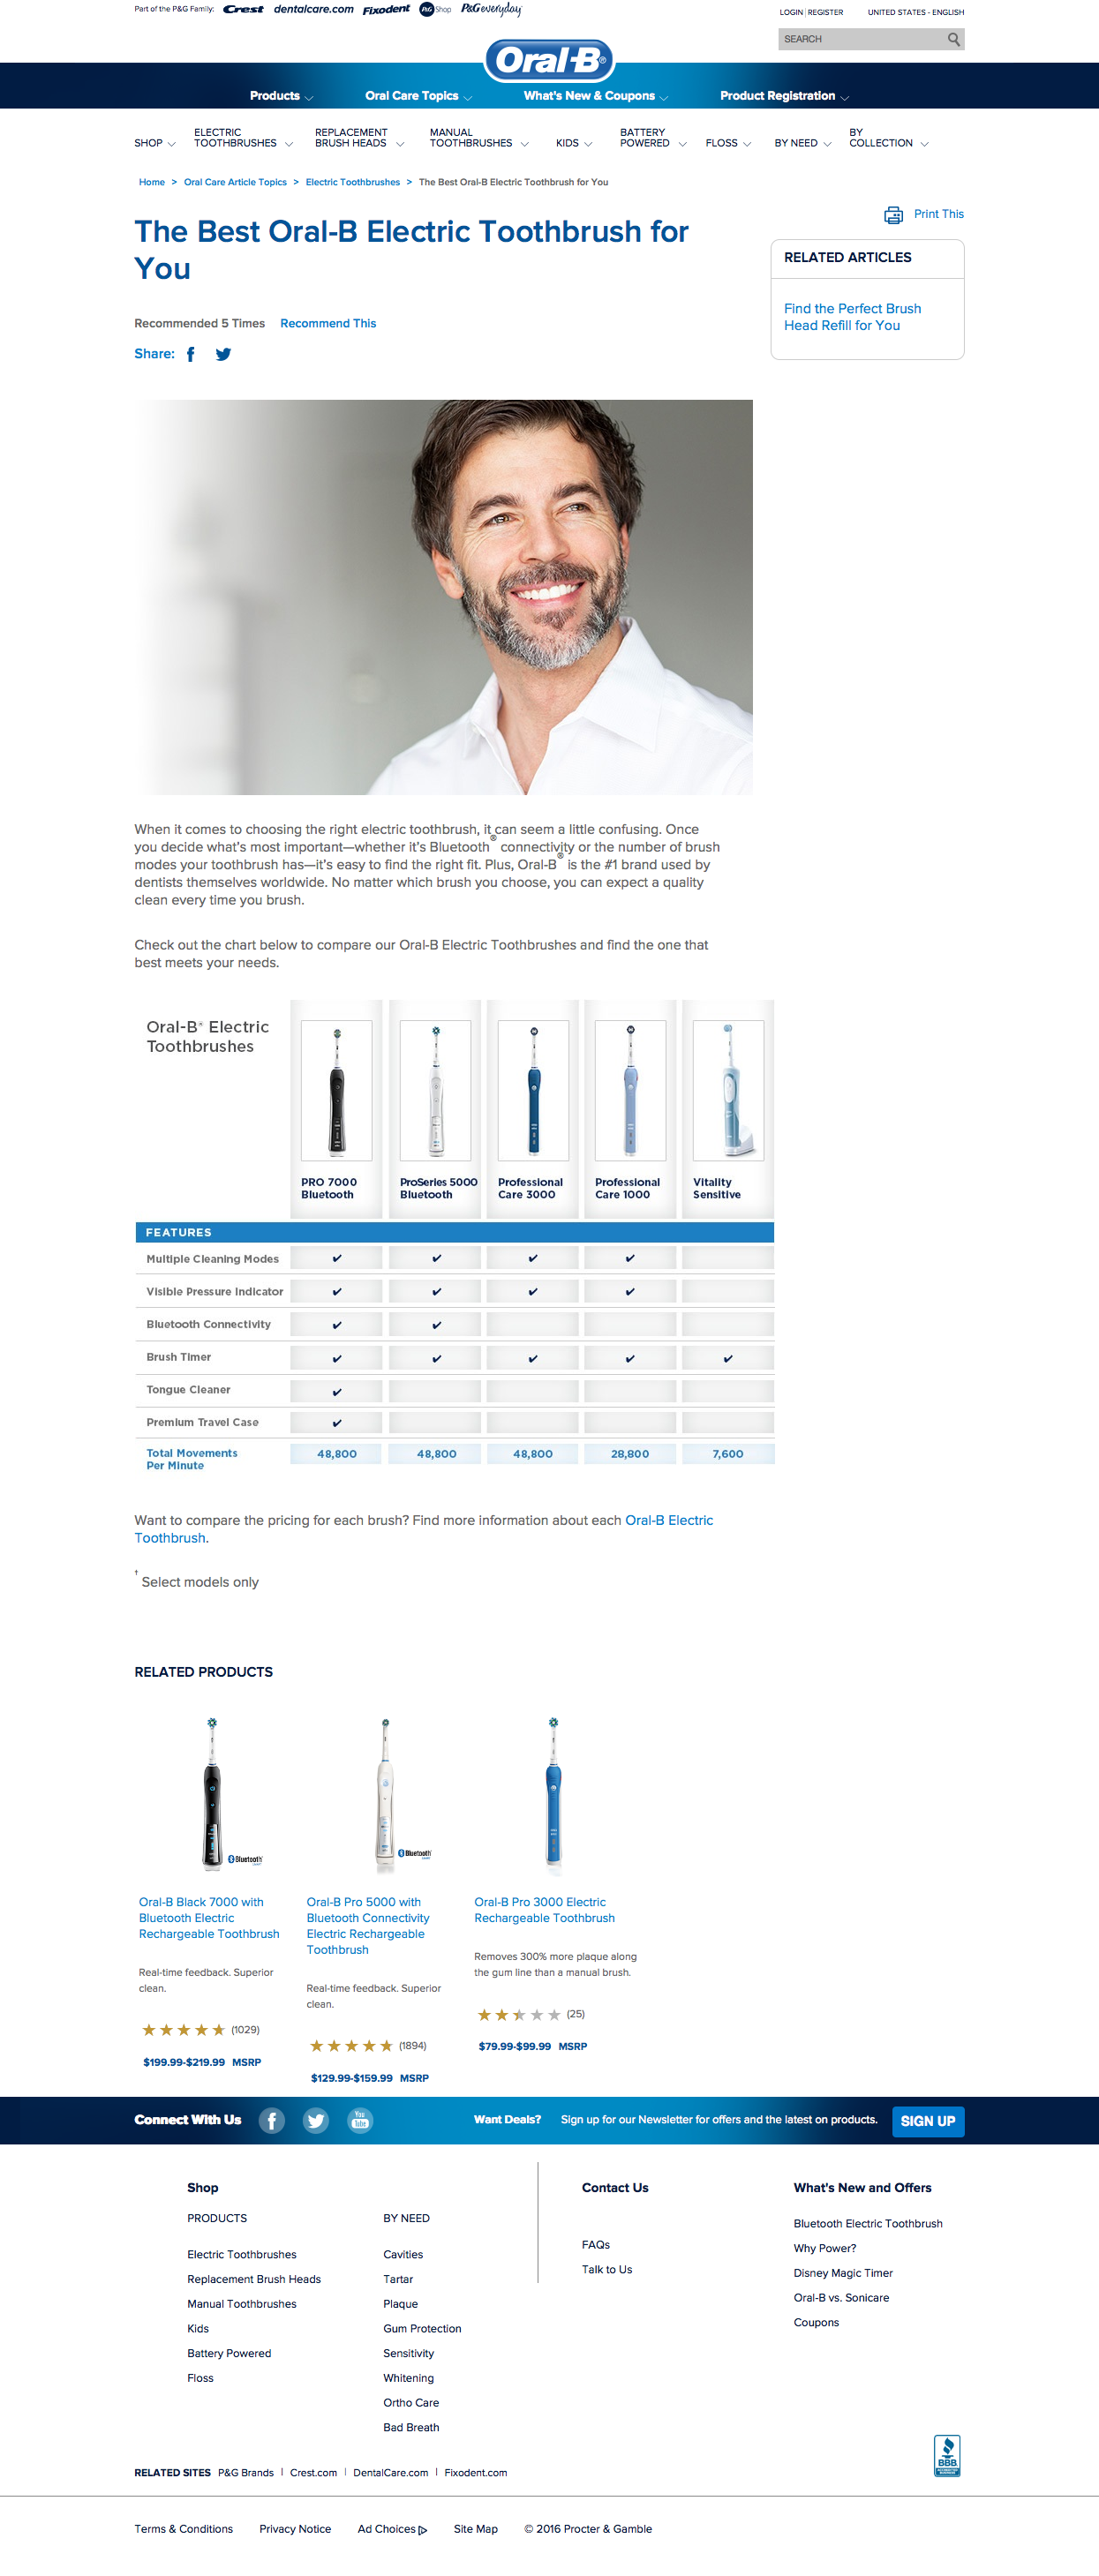 Part of the P&G Family: Crest dentalcare.com Fixodent P&G Shop P&G everyday
LOGIN | REGISTER UNITED STATES - ENGLISH
SEARCH
Oral-B®
Products Oral Care Topics What's New & Coupons Product Registration
SHOP ELECTRIC TOOTHBRUSHES REPLACEMENT BRUSH HEADS MANUAL TOOTHBRUSHES KIDS BATTERY POWERED FLOSS BY NEED BY COLLECTION
Home > Oral Care Article Topics > Electric Toothbrushes > The Best Oral-B Electric Toothbrush for You
Print This
The Best Oral-B Electric Toothbrush for
You
RELATED ARTICLES
Find the Perfect Brush
Head Refill for You
Recommended 5 Times Recommend This
Share:
When it comes to choosing the right electric toothbrush, it can seem a little confusing. Once
you decide what's most important—whether it's Bluetooth® connectivity or the number of brush
modes your toothbrush has—it's easy to find the right fit. Plus, Oral-B® is the #1 brand used by
dentists themselves worldwide. No matter which brush you choose, you can expect a quality
clean every time you brush.
Check out the chart below to compare our Oral-B Electric Toothbrushes and find the one that
best meets your needs.
Oral-B® Electric
Toothbrushes
PRO 7000 Bluetooth ProSeries 5000 Bluetooth Professional Care 3000 Professional Care 1000 Vitality Sensitive
FEATURES
Multiple Cleaning Modes ✔ ✔ ✔ ✔
Visible Pressure Indicator ✔ ✔ ✔ ✔
Bluetooth Connectivity ✔ ✔
Brush Timer ✔ ✔ ✔ ✔ ✔
Tongue Cleaner ✔
Premium Travel Case ✔
Total Movements Per Minute 48,800 48,800 48,800 28,800 7,600
Want to compare the pricing for each brush? Find more information about each Oral-B Electric
Toothbrush.
† Select models only
RELATED PRODUCTS
Bluetooloth
Bluetooth
Oral-B Black 7000 with
Bluetooth Electric
Rechargeable Toothbrush
Real-time feedback. Superior
clean.
(1029)
$199.99-$219.99 MSRP
Oral-B Pro 5000 with
Bluetooth Connectivity
Electric Rechargeable
Toothbrush
Real-time feedback. Superior
clean.
(1894)
$129.99-$159.99 MSRP
Oral-B Pro 3000 Electric
Rechargeable Toothbrush
Removes 300% more plaque along
the gum line than a manual brush.
(25)
$79.99-$99.99 MSRP
Connect With Us You Tube Want Deals? Sign up for our Newsletter for offers and the latest on products. SIGN UP
Shop
PRODUCTS
Electric Toothbrushes
Replacement Brush Heads
Manual Toothbrushes
Kids
Battery Powered
Floss
BY NEED
Cavities
Tartar
Plaque
Gum Protection
Sensitivity
Whitening
Ortho Care
Bad Breath
Contact Us
FAQs
Talk to Us
What's New and Offers
Bluetooth Electric Toothbrush
Why Power?
Disney Magic Timer
Oral-B vs. Sonicare
Coupons
BBB
RELATED SITES P&G Brands | Crest.com | DentalCare.com | Fixodent.com
Terms & Conditions Privacy Notice Ad Choices Site Map © 2016 Procter & Gamble